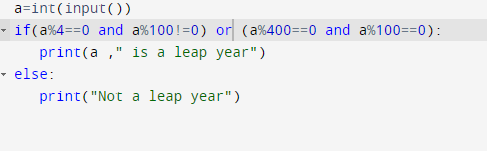 a=int(input())
if(a%4==0 and a%100!=0) or (a%400==0 and a%100==0):
print(a ," is a leap year")
else:
print("Not a leap year")